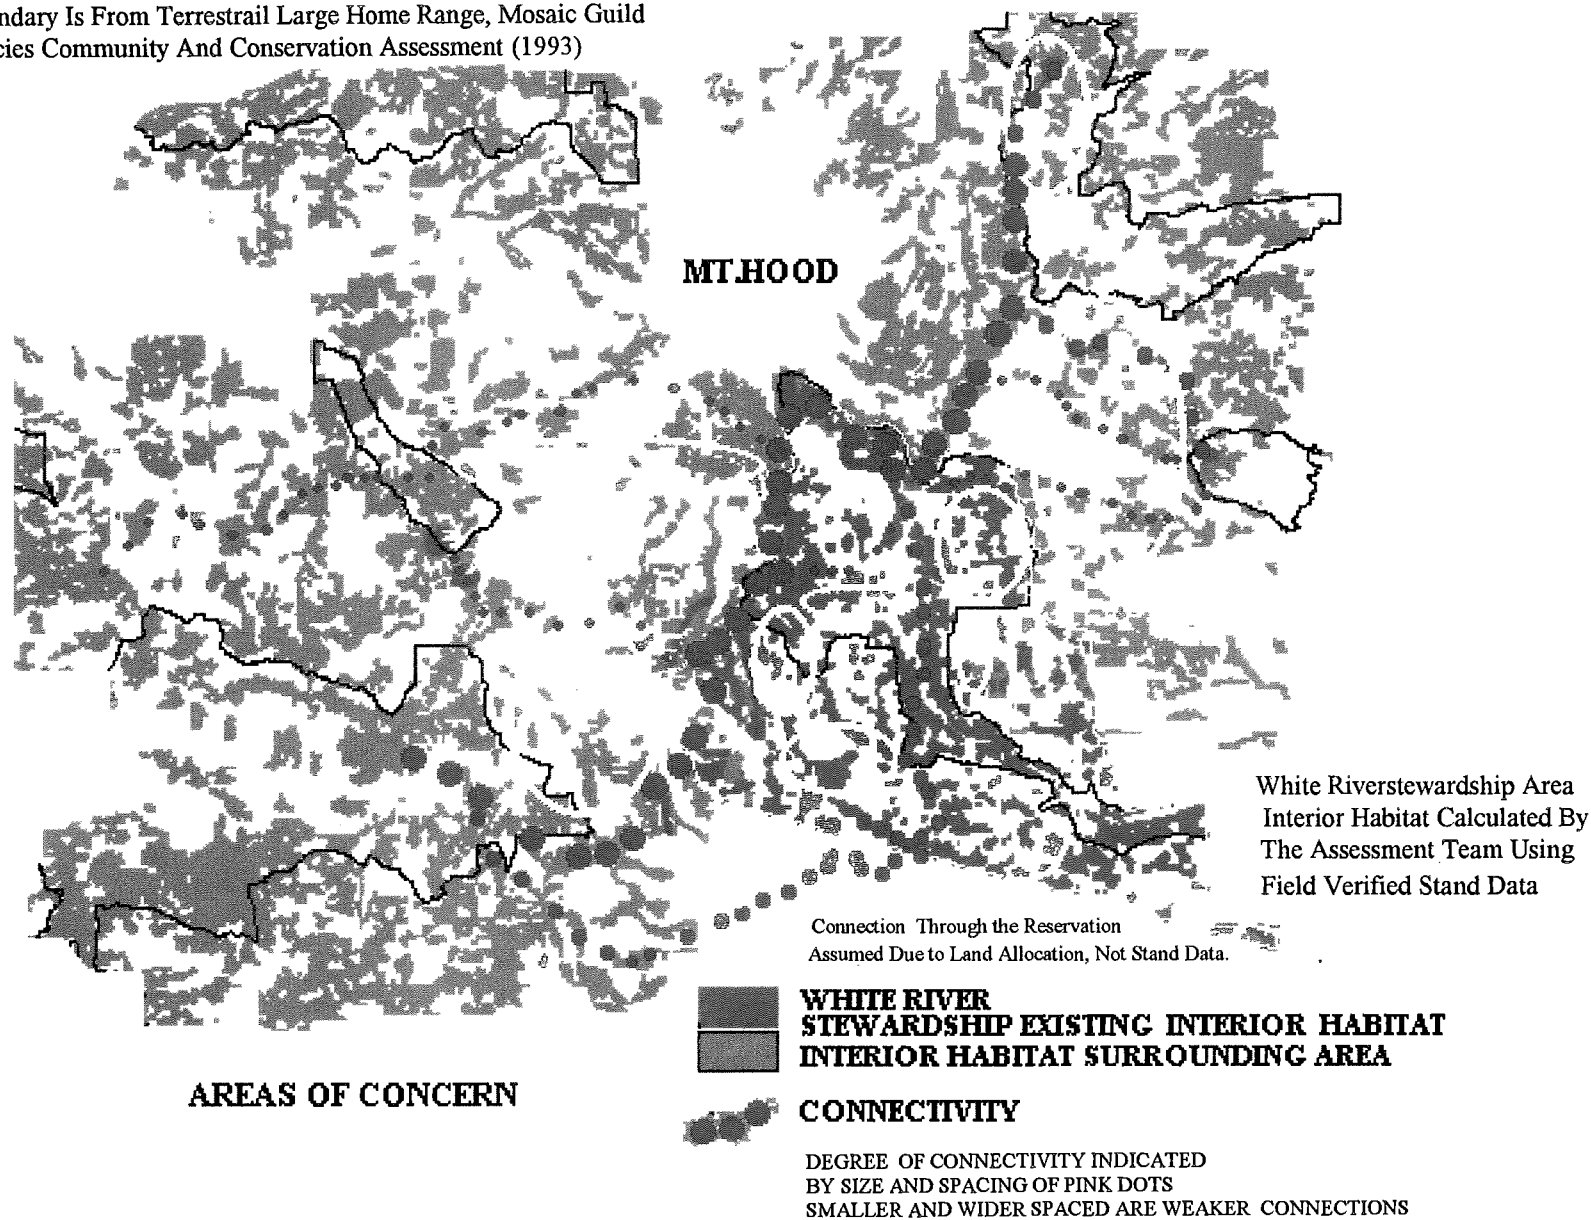 ndary Is From Terrestrail Large Home Range, Mosaic Guild
cies Community And Conservation Assessment (1993)
MT.HOOD
White Riverstewardship Area
Interior Habitat Calculated By
The Assessment Team Using
Field Verified Stand Data
Connection Through the Reservation
Assumed Due to Land Allocation, Not Stand Data.
WHITE RIVER
STEWARDSHIP EXISTING INTERIOR HABITAT
INTERIOR HABITAT SURROUNDING AREA
AREAS OF CONCERN
CONNECTIVITY
DEGREE OF CONNECTIVITY INDICATED
BY SIZE AND SPACING OF PINK DOTS
SMALLER AND WIDER SPACED ARE WEAKER CONNECTIONS